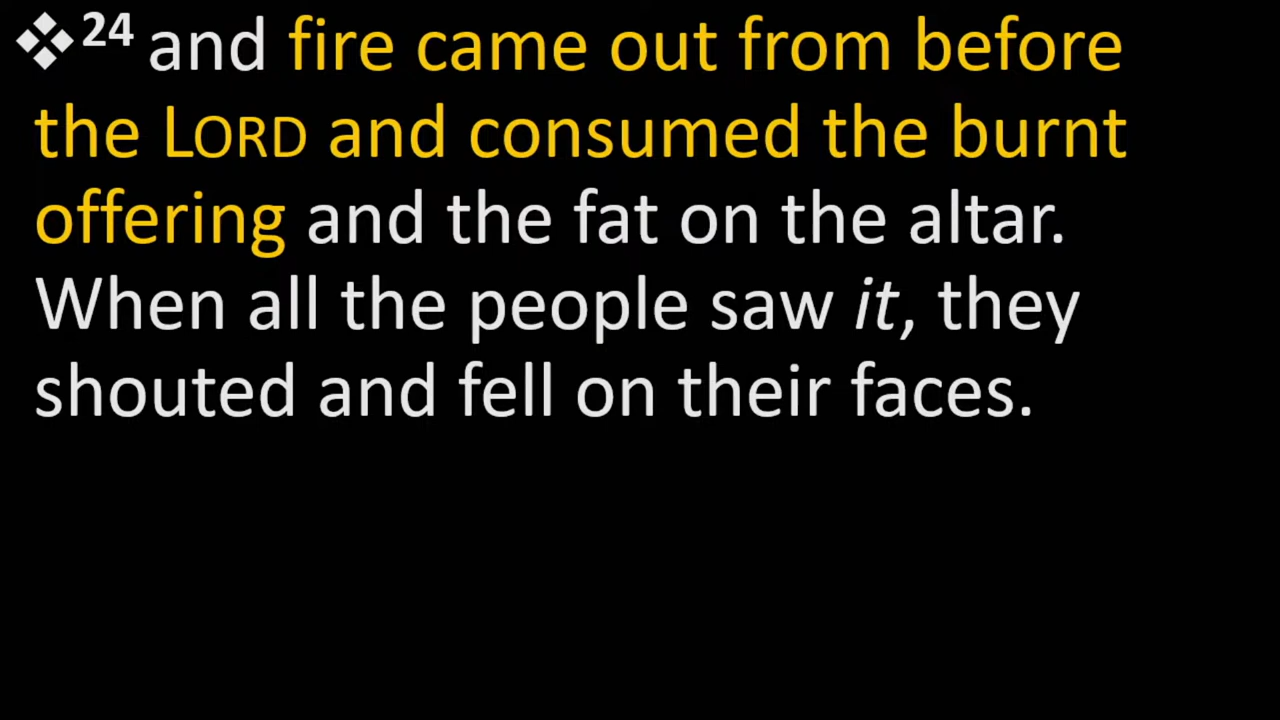 ❖24 and fire came out from before
the LORD and consumed the burnt
offering and the fat on the altar.
When all the people saw it, they
shouted and fell on their faces.